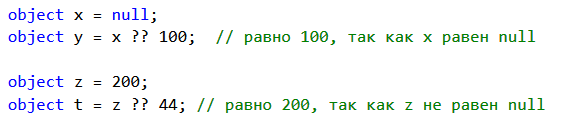 object x = null;
object y = x ?? 100;  // равно 100, так как x равен null
object z = 200;
object t = z ?? 44; // равно 200, так как z не равен null